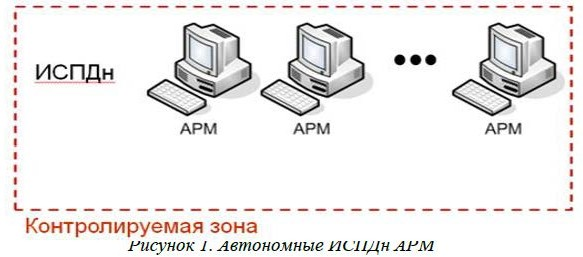 ИСПДн
АРМ АРМ АРМ
Контролируемая зона
Рисунок 1. Автономные ИСПДн АРМ